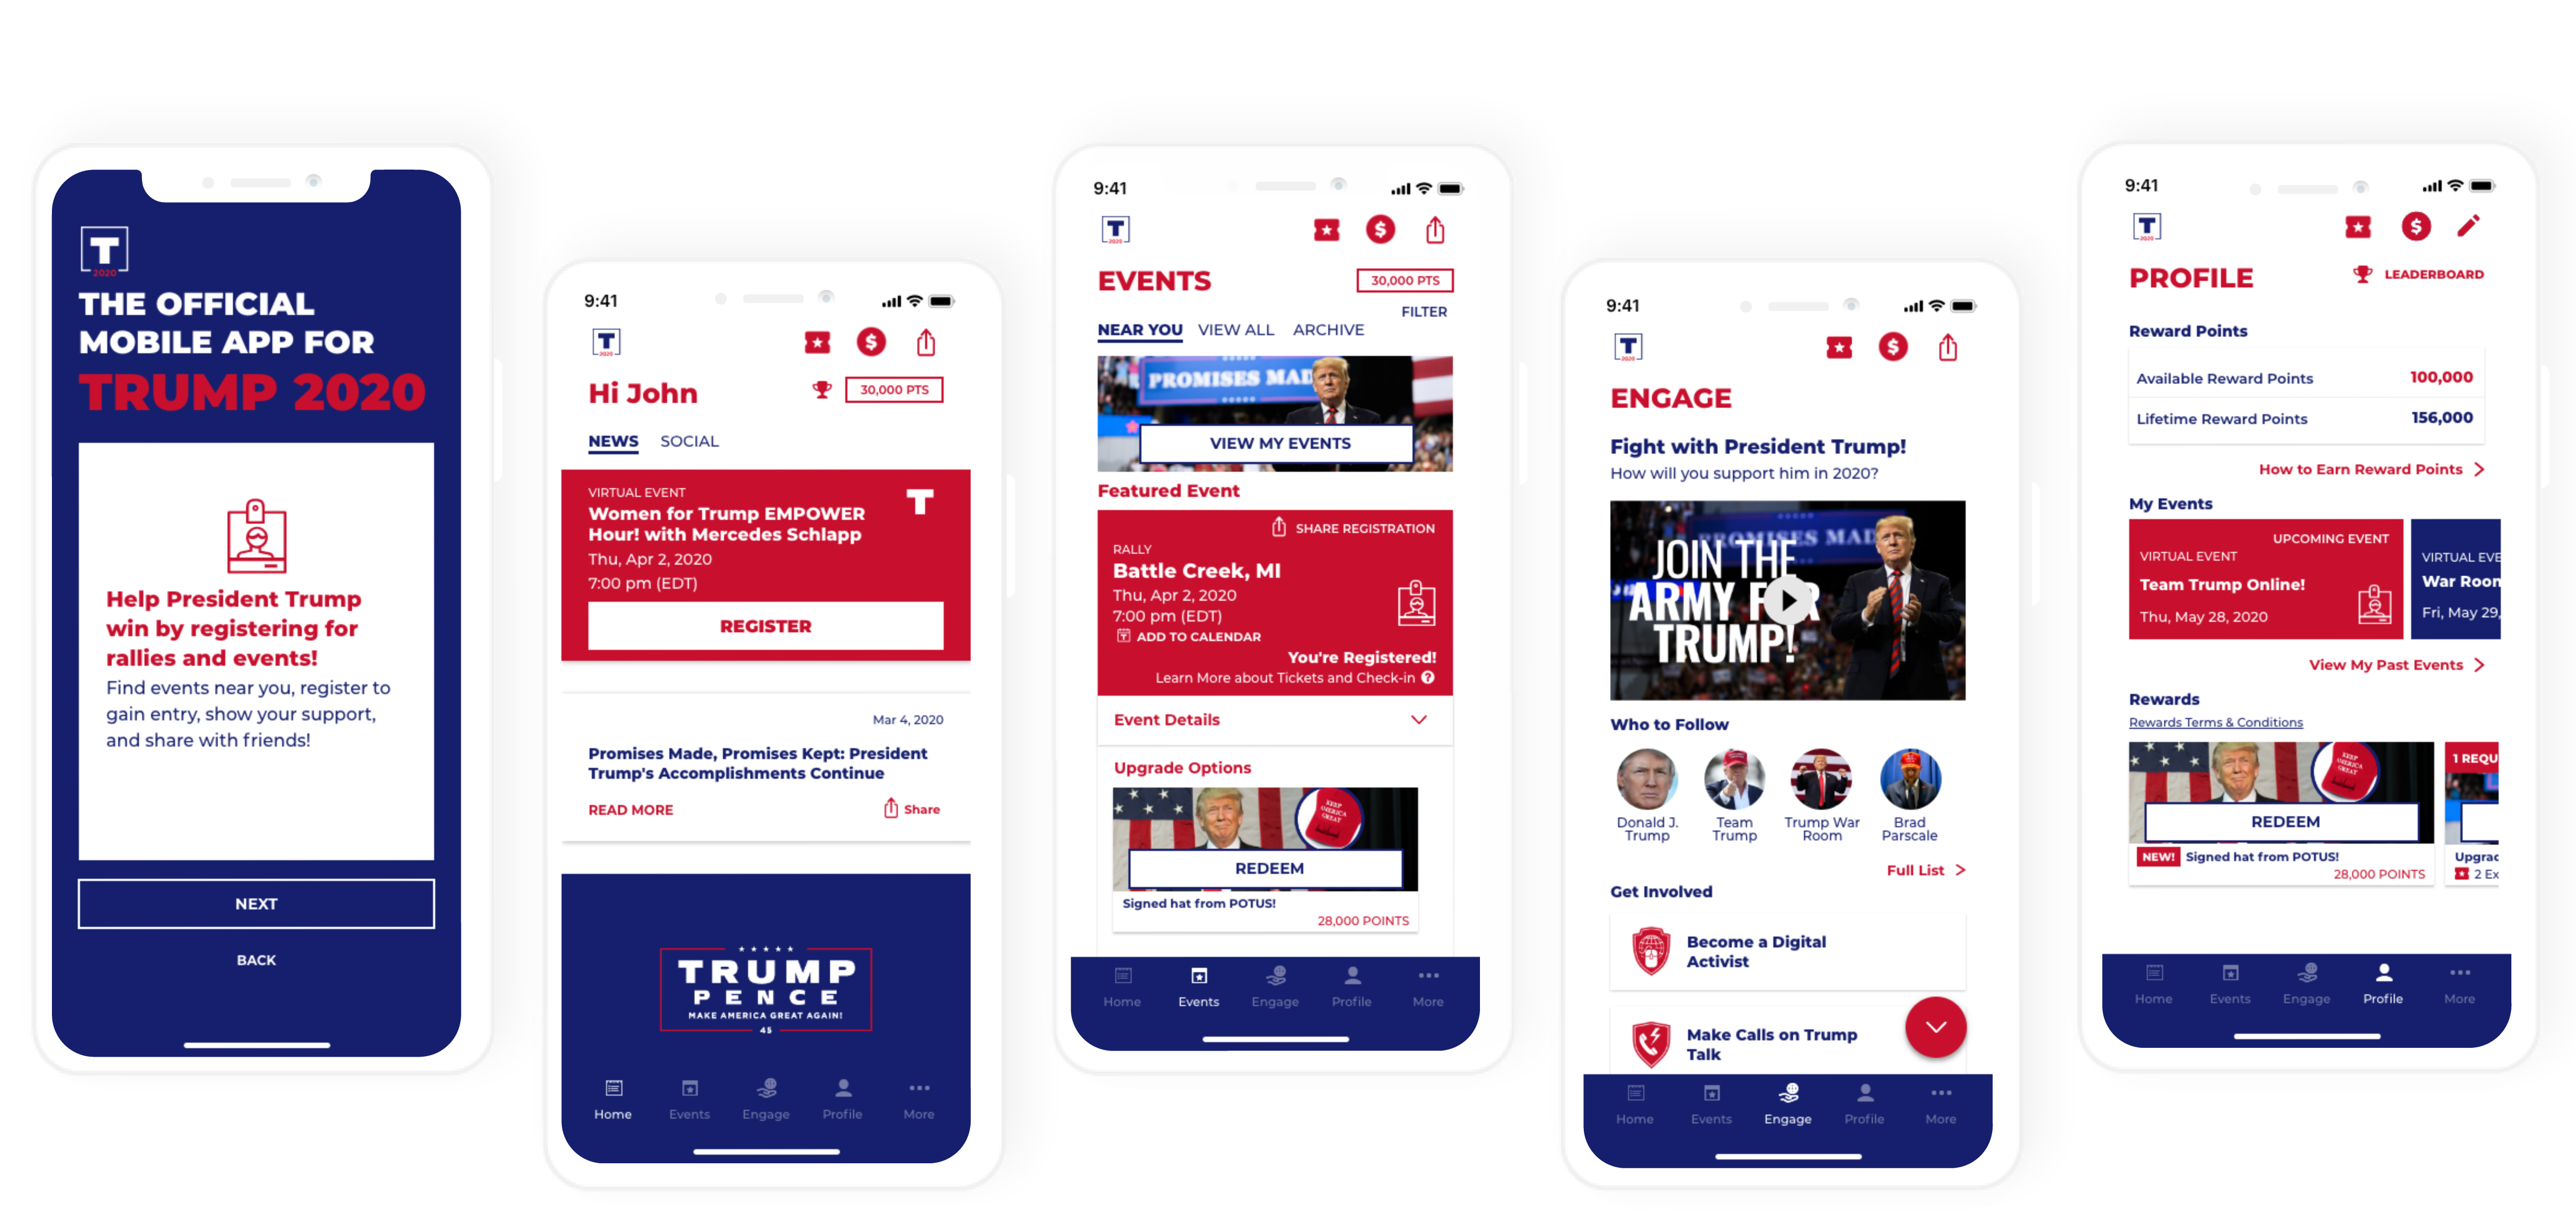 T
2020
THE OFFICIAL
MOBILE APP FOR
TRUMP 2020
Help President Trump
win by registering for
rallies and events!
Find events near you, register to
gain entry, show your support,
and share with friends!
NEXT
BACK
9:41
T
2020
$
Hi John
30,000 PTS
NEWS SOCIAL
VIRTUAL EVENT
T
Women for Trump EMPOWER
Hour! with Mercedes Schlapp
Thu, Apr 2, 2020
7:00 pm (EDT)
REGISTER
Mar 4, 2020
Promises Made, Promises Kept: President
Trump's Accomplishments Continue
READ MORE Share
TRUMP
PENCE
MAKE AMERICA GREAT AGAIN!
45
Home Events Engage Profile More
9:41
T
2020
$
EVENTS
30,000 PTS
FILTER
NEAR YOU VIEW ALL ARCHIVE
PROMISES MAD
VIEW MY EVENTS
Featured Event
SHARE REGISTRATION
RALLY
Battle Creek, MI
Thu, Apr 2, 2020
7:00 pm (EDT)
ADD TO CALENDAR
You're Registered!
Learn More about Tickets and Check-in ?
Event Details
Upgrade Options
KEEP
AMERICA
GREAT
REDEEM
Signed hat from POTUS!
28,000 POINTS
Home Events Engage Profile More
9:41
T
2020
$
ENGAGE
Fight with President Trump!
How will you support him in 2020?
PROMISES MAD
JOIN THE
ARMY FOR
TRUMP!
Who to Follow
Donald J.
Trump
Team
Trump
Trump War
Room
Brad
Parscale
Full List >
Get Involved
Become a Digital
Activist
Make Calls on Trump
Talk
Home Events Engage Profile More
9:41
T
2020
$
PROFILE
LEADERBOARD
Reward Points
Available Reward Points 100,000
Lifetime Reward Points 156,000
How to Earn Reward Points >
My Events
UPCOMING EVENT
VIRTUAL EVENT
Team Trump Online!
Thu, May 28, 2020
VIRTUAL EVE
War Room
Fri, May 29,
View My Past Events >
Rewards
Rewards Terms & Conditions
KEEP
AMERICA
GREAT
REDEEM
NEW! Signed hat from POTUS!
28,000 POINTS
1 REQU
Upgrad
2 Ex
Home Events Engage Profile More